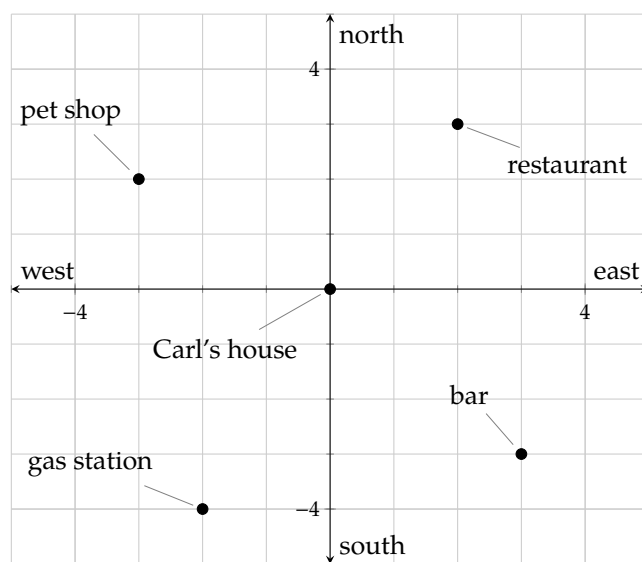 north
4
pet shop
restaurant
west
east
−4
4
Carl's house
bar
gas station
−4
south